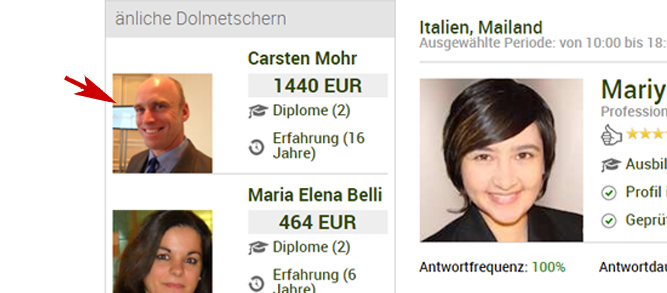 änliche Dolmetschern
Carsten Mohr
1440 EUR
Diplome (2)
Erfahrung (16
Jahre)
Maria Elena Belli
464 EUR
Diplome (2)
Erfahrung (6
Jahre)
Italien, Mailand
Ausgewählte Periode: von 10:00 bis 18:
Mariy
Profession
Ausbil
Profil i
Geprü
Antwortfrequenz: 100%
Antwortdau